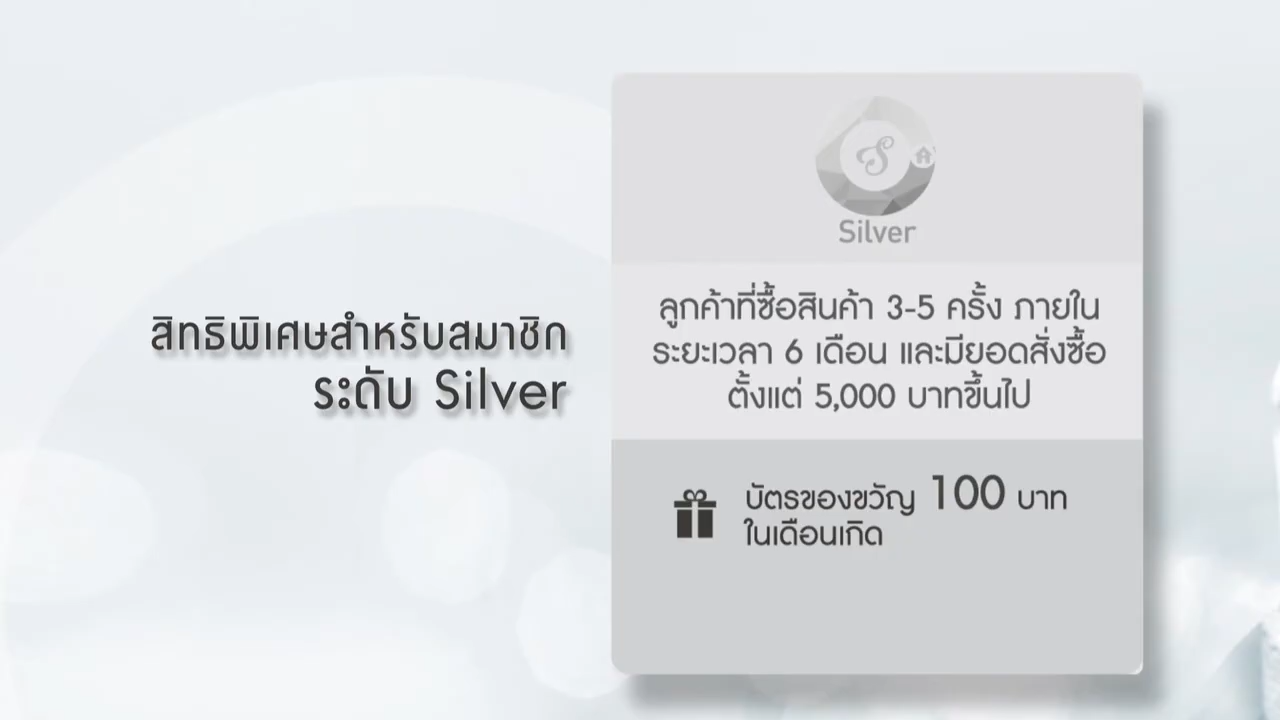 สิทธิพิเศษสำหรับสมาชิก
ระดับ Silver
S
Silver
ลูกค้าที่ซื้อสินค้า 3-5 ครั้ง ภายใน
ระยะเวลา 6 เดือน และมียอดสั่งซื้อ
ตั้งแต่ 5,000 บาทขึ้นไป
บัตรของขวัญ 100 บาท
ในเดือนเกิด